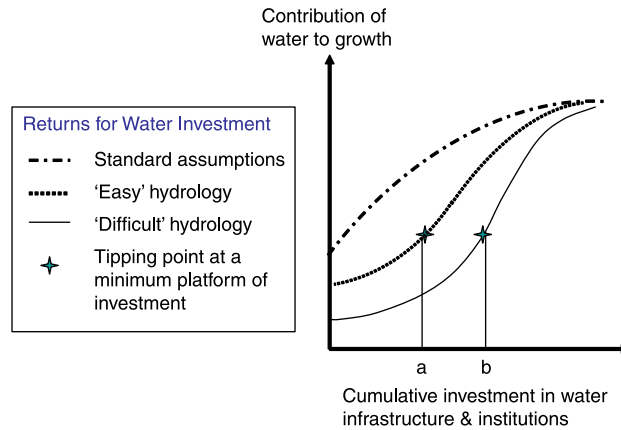 Contribution of
water to growth
Returns for Water Investment
Standard assumptions
'Easy' hydrology
'Difficult' hydrology
Tipping point at a
minimum platform of
investment
a
b
Cumulative investment in water
infrastructure & institutions